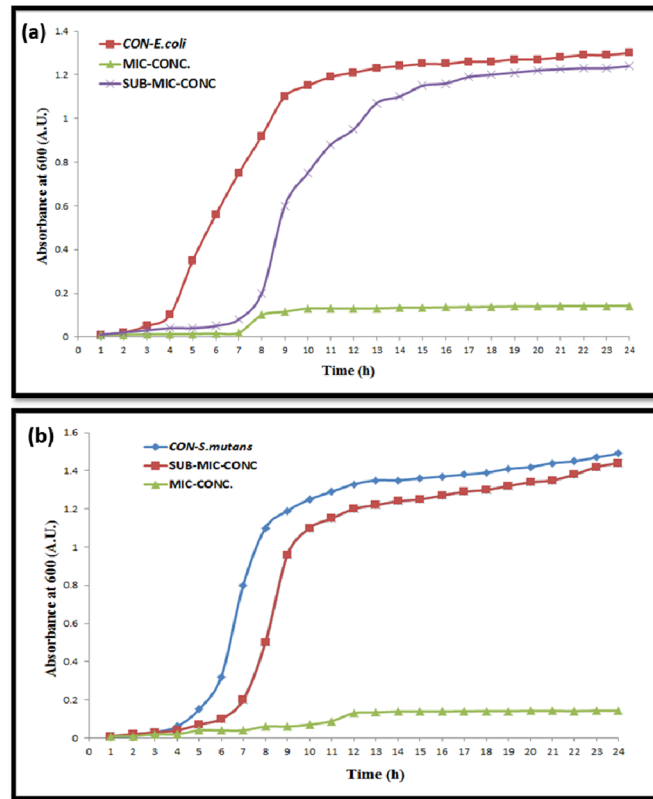 (a)
CON-E.coli
MIC-CONC.
SUB-MIC-CONC
Absorbance at 600 (A.U.)
1.4
1.2
1
0.8
0.6
0.4
0.2
0
0 1 2 3 4 5 6 7 8 9 10 11 12 13 14 15 16 17 18 19 20 21 22 23 24
Time (h)
(b)
CON-S.mutans
SUB-MIC-CONC
MIC-CONC.
Absorbance at 600 (A.U.)
1.6
1.4
1.2
1
0.8
0.6
0.4
0.2
0
0 1 2 3 4 5 6 7 8 9 10 11 12 13 14 15 16 17 18 19 20 21 22 23 24
Time (h)